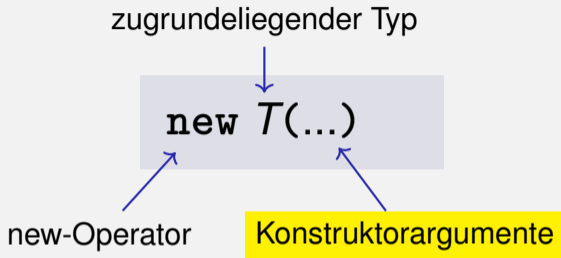 zugrundeliegender Typ
new T(...)
new-Operator
Konstruktorargumente